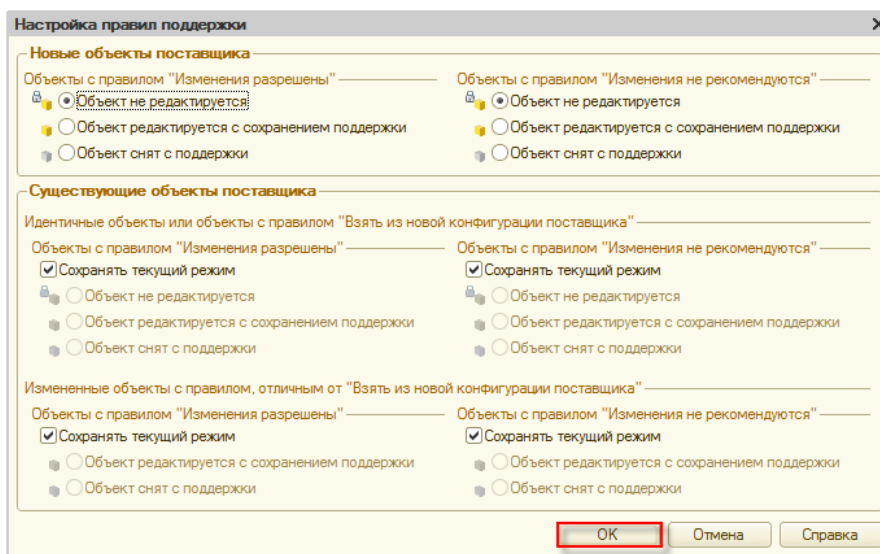 Настройка правил поддержки
Новые объекты поставщика
Объекты с правилом "Изменения разрешены"
Объект не редактируется
Объект редактируется с сохранением поддержки
Объект снят с поддержки
Объекты с правилом "Изменения не рекомендуются"
Объект не редактируется
Объект редактируется с сохранением поддержки
Объект снят с поддержки
Существующие объекты поставщика
Идентичные объекты или объекты с правилом "Взять из новой конфигурации поставщика"
Объекты с правилом "Изменения разрешены"
Сохранять текущий режим
Объект не редактируется
Объект редактируется с сохранением поддержки
Объект снят с поддержки
Объекты с правилом "Изменения не рекомендуются"
Сохранять текущий режим
Объект не редактируется
Объект редактируется с сохранением поддержки
Объект снят с поддержки
Измененные объекты с правилом, отличным от "Взять из новой конфигурации поставщика"
Объекты с правилом "Изменения разрешены"
Сохранять текущий режим
Объект редактируется с сохранением поддержки
Объект снят с поддержки
Объекты с правилом "Изменения не рекомендуются"
Сохранять текущий режим
Объект редактируется с сохранением поддержки
Объект снят с поддержки
ОК
Отмена
Справка